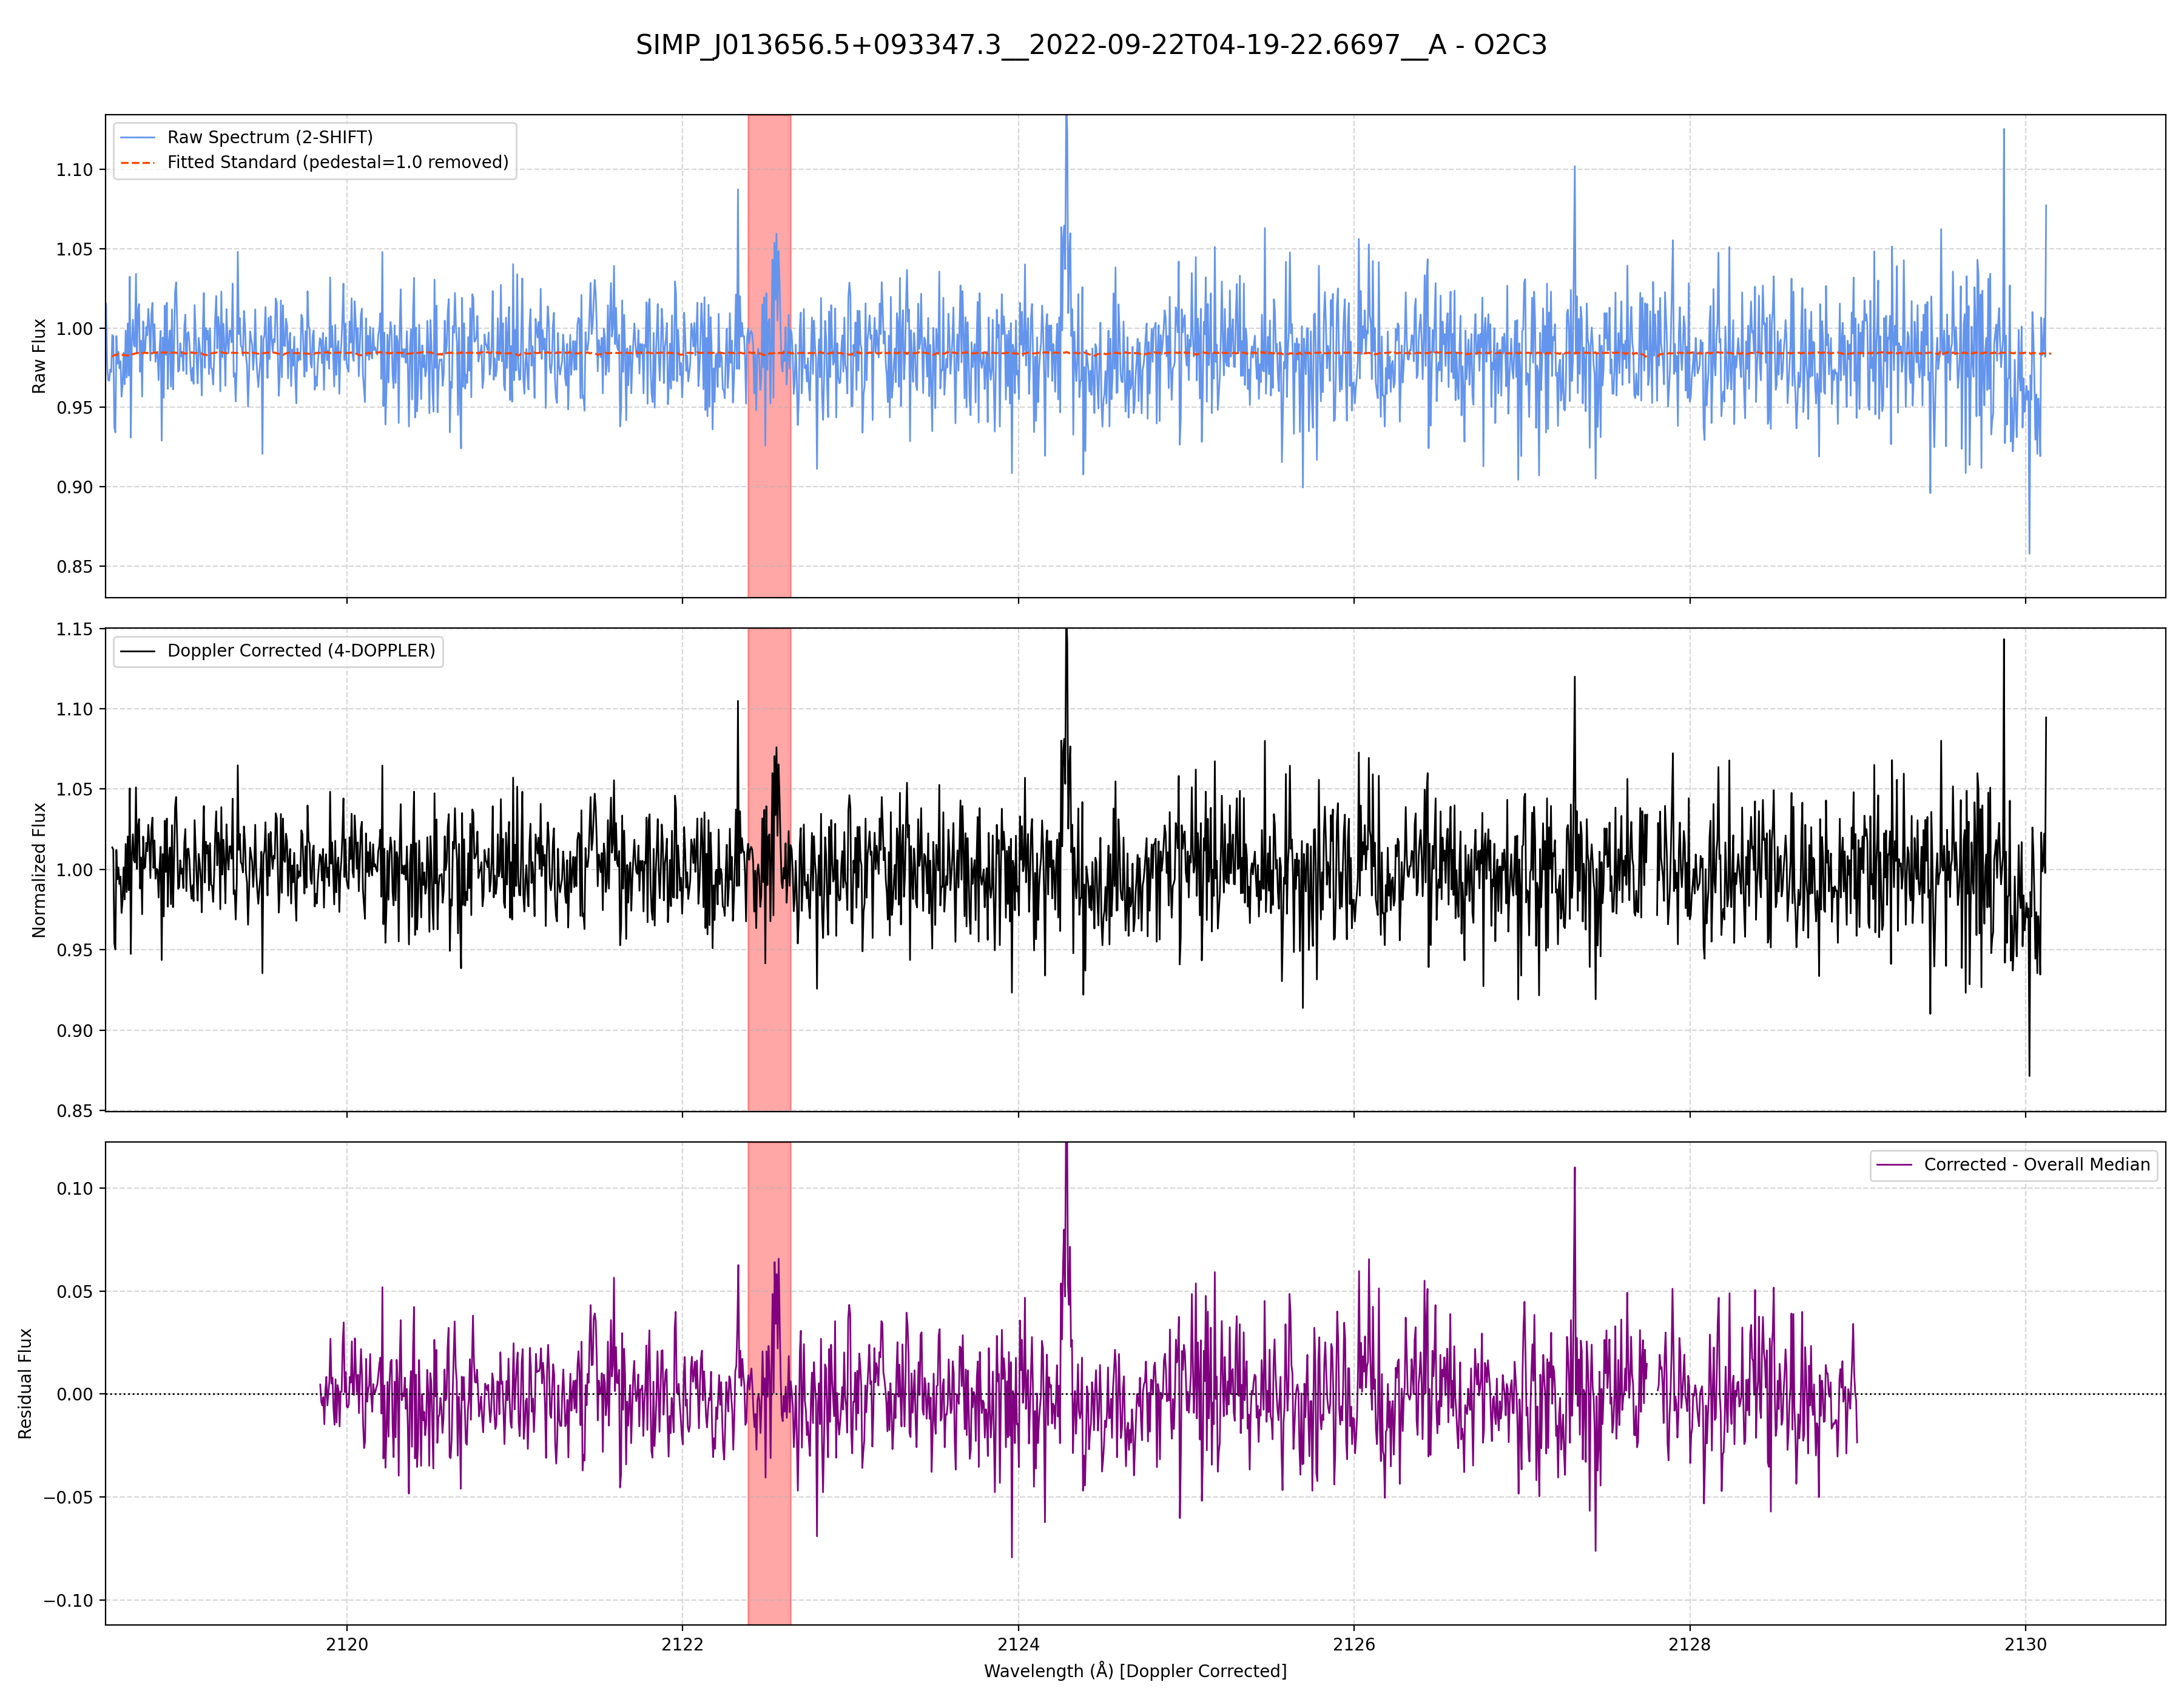 SIMP_J013656.5+093347.3__2022-09-22T04-19-22.6697__A - O2C3
Raw Spectrum (2-SHIFT)
Fitted Standard (pedestal=1.0 removed)
1.10
1.05
1.00
0.95
0.90
0.85
Raw Flux
Doppler Corrected (4-DOPPLER)
1.15
1.10
1.05
1.00
0.95
0.90
0.85
Normalized Flux
Corrected - Overall Median
0.10
0.05
0.00
−0.05
−0.10
Residual Flux
2120
2122
2124
2126
2128
2130
Wavelength (Å) [Doppler Corrected]